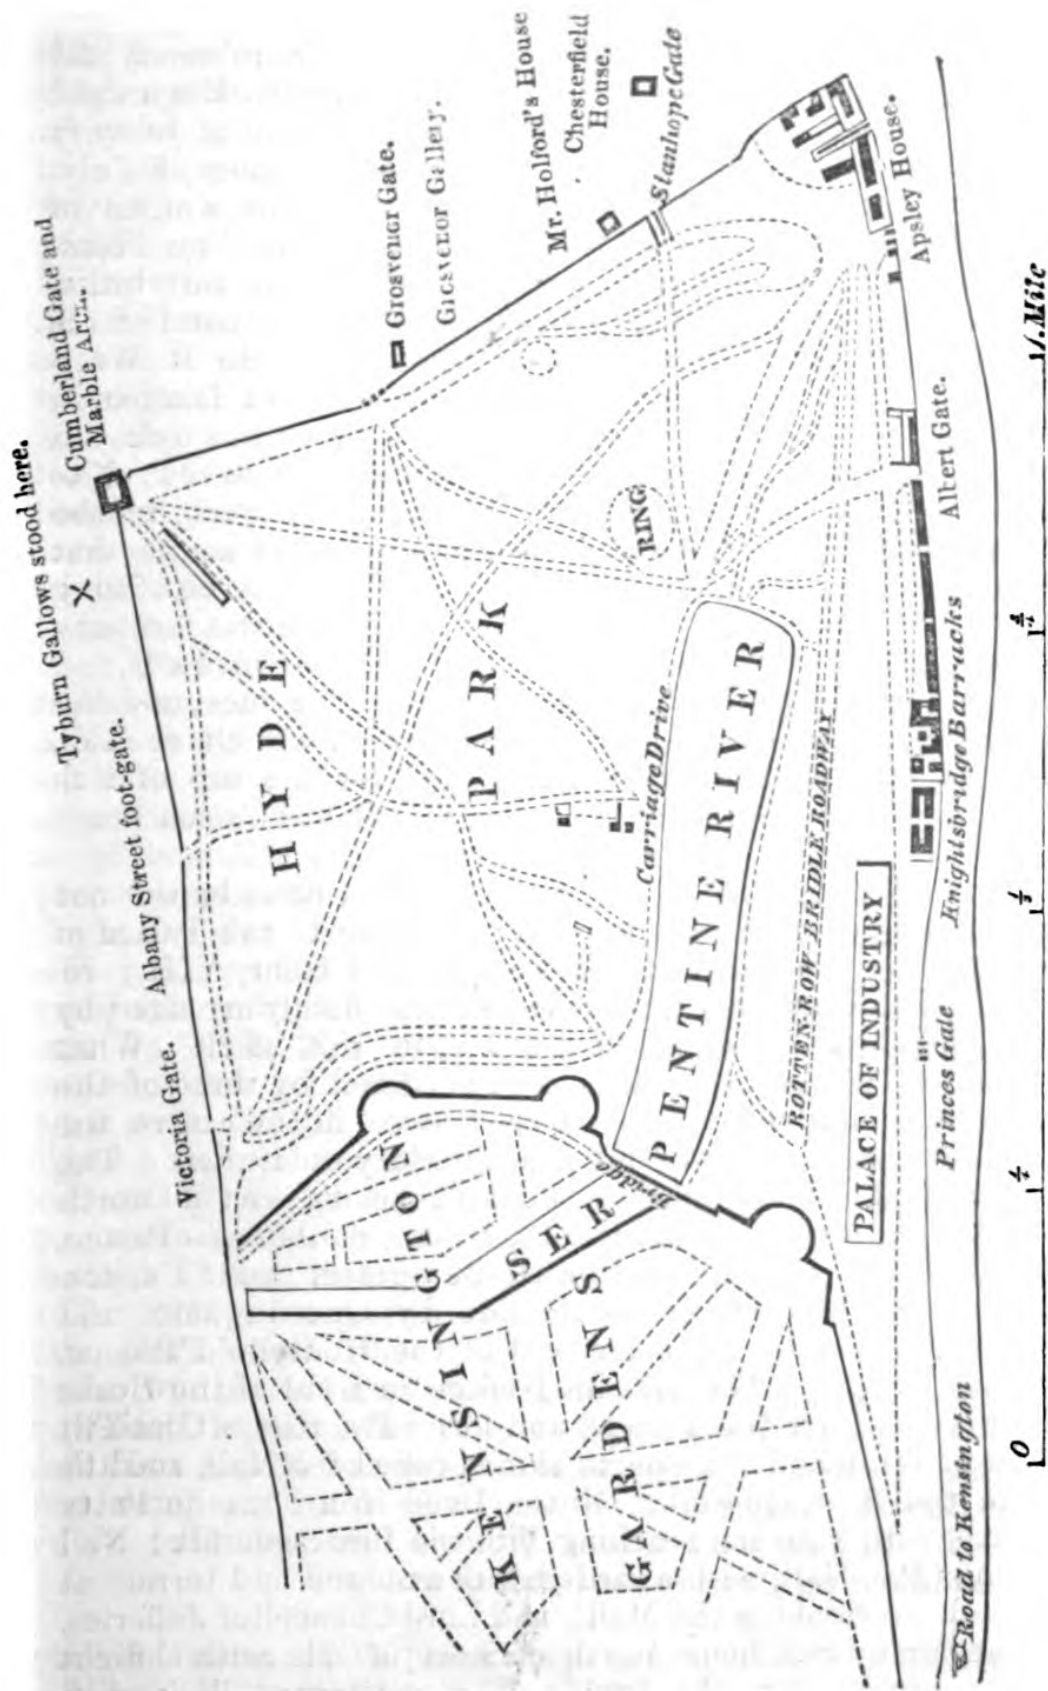 Tyburn Gallows stood here.
Cumberland Gate and
Marble Arch.
Grosvenor Gate.
Grosvenor Gallery.
Mr. Holford's House
Chesterfield
House.
Stanhope Gate
Albany Street foot-gate.
Victoria Gate.
HYDE
PARK
RING
Apsley House.
Carriage Drive
SERPENTINE RIVER
Bridge
KENSINGTON
GARDENS
ROTTEN ROW BRIDLE ROADWAY
PALACE OF INDUSTRY
Albert Gate.
Knightsbridge Barracks
Princes Gate
Road to Kensington
0
1/4
1/2
3/4
1/. Mile